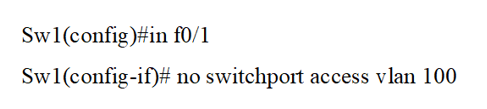 Sw1(config)#in f0/1
Sw1(config-if)# no switchport access vlan 100